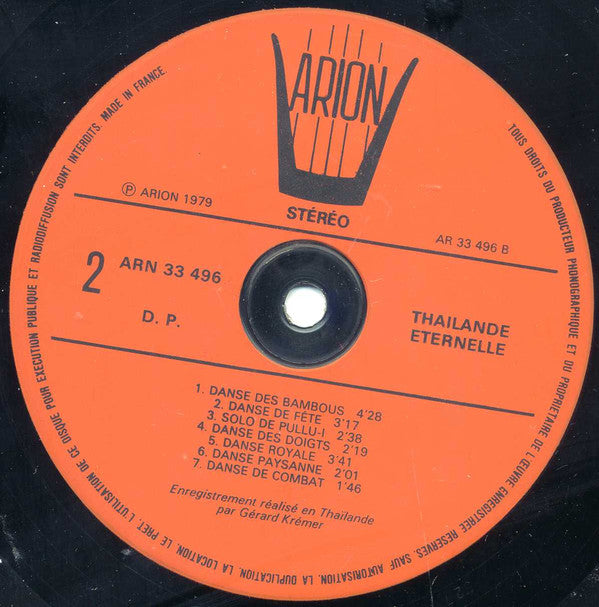 ARION
STÉRÉO
Ⓟ ARION 1979
AR 33 496 B
2
ARN 33 496
D. P.
THAILANDE
ETERNELLE
1. DANSE DES BAMBOUS 4'28
2. DANSE DE FÊTE 3'17
3. SOLO DE PULLU-I 2'38
4. DANSE DES DOIGTS 2'19
5. DANSE ROYALE 3'41
6. DANSE PAYSANNE 2'01
7. DANSE DE COMBAT 1'46
Enregistrement réalisé en Thaïlande
par Gérard Krémer
TOUS DROITS DU PRODUCTEUR PHONOGRAPHIQUE ET DU PROPRIETAIRE DE L'ŒUVRE ENREGISTREE RESERVES. SAUF AUTORISATION, LA DUPLICATION, LA LOCATION, LE PRET, L'UTILISATION DE CE DISQUE POUR EXECUTION PUBLIQUE ET RADIODIFFUSION SONT INTERDITS. MADE IN FRANCE.